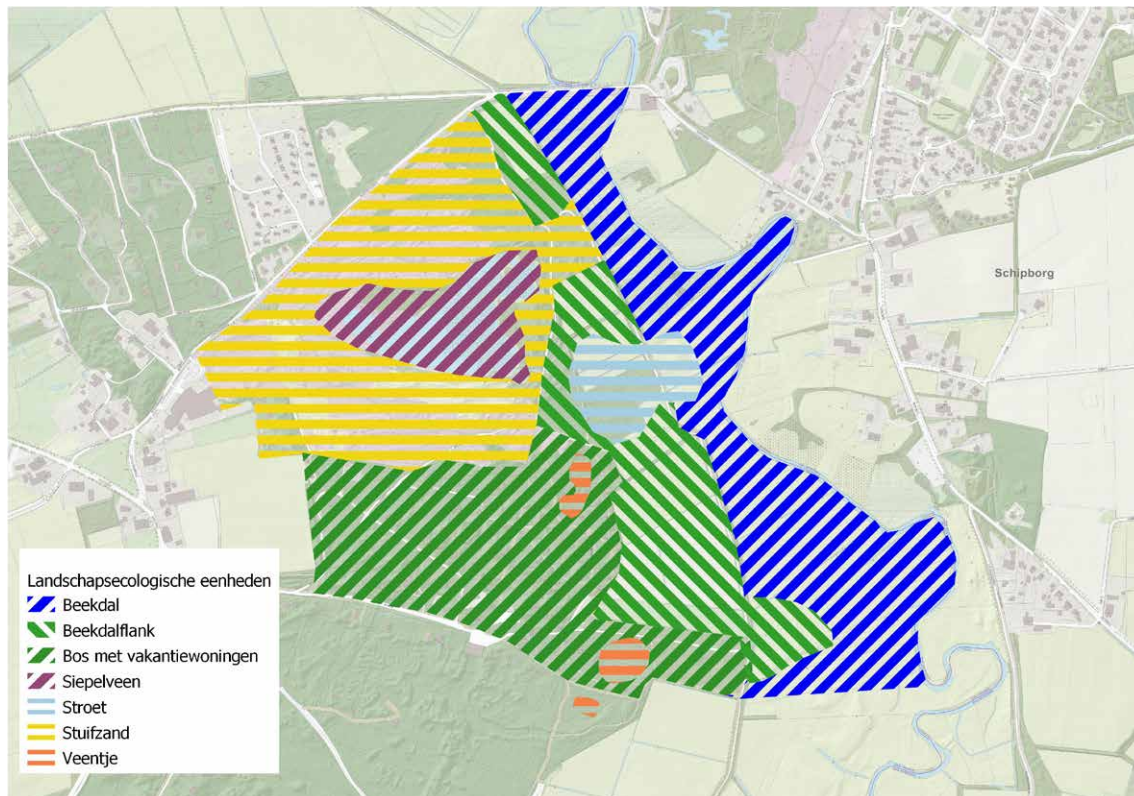 Schipborg
Landschapsecologische eenheden
Beekdal
Beekdalflank
Bos met vakantiewoningen
Siepelveen
Stroet
Stuifzand
Veentje